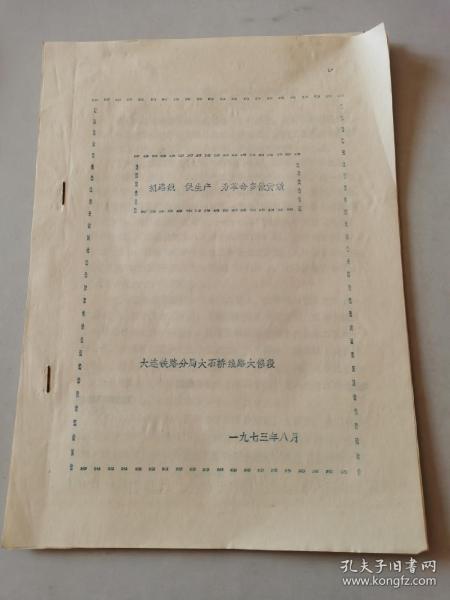 抓路线 促生产 为革命多做贡献
大连铁路分局大石桥线路大修段
一九七三年八月
孔夫子旧书网
www.kongfz.com